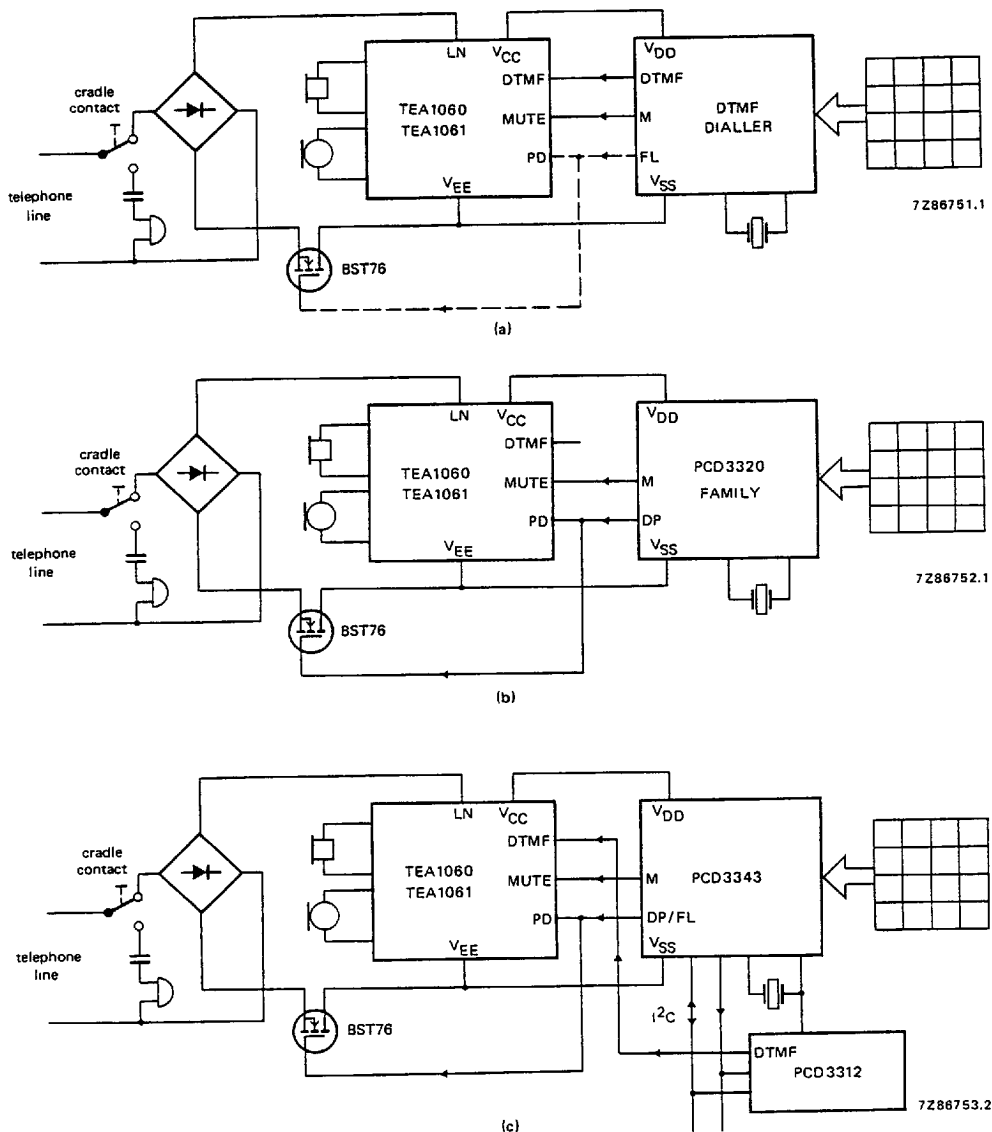 LN
VCC
VDD
cradle
contact
TEA1060
TEA1061
DTMF
MUTE
PD
VEE
DTMF
M
FL
VSS
DTMF
DIALLER
telephone
line
7Z86751.1
BST76
(a)
LN
VCC
VDD
cradle
contact
TEA1060
TEA1061
DTMF
MUTE
PD
VEE
M
DP
VSS
PCD3320
FAMILY
telephone
line
7Z86752.1
BST76
(b)
LN
VCC
VDD
cradle
contact
TEA1060
TEA1061
DTMF
MUTE
PD
VEE
M
DP/FL
VSS
PCD3343
telephone
line
BST76
I²C
DTMF
PCD3312
7Z86753.2
(c)